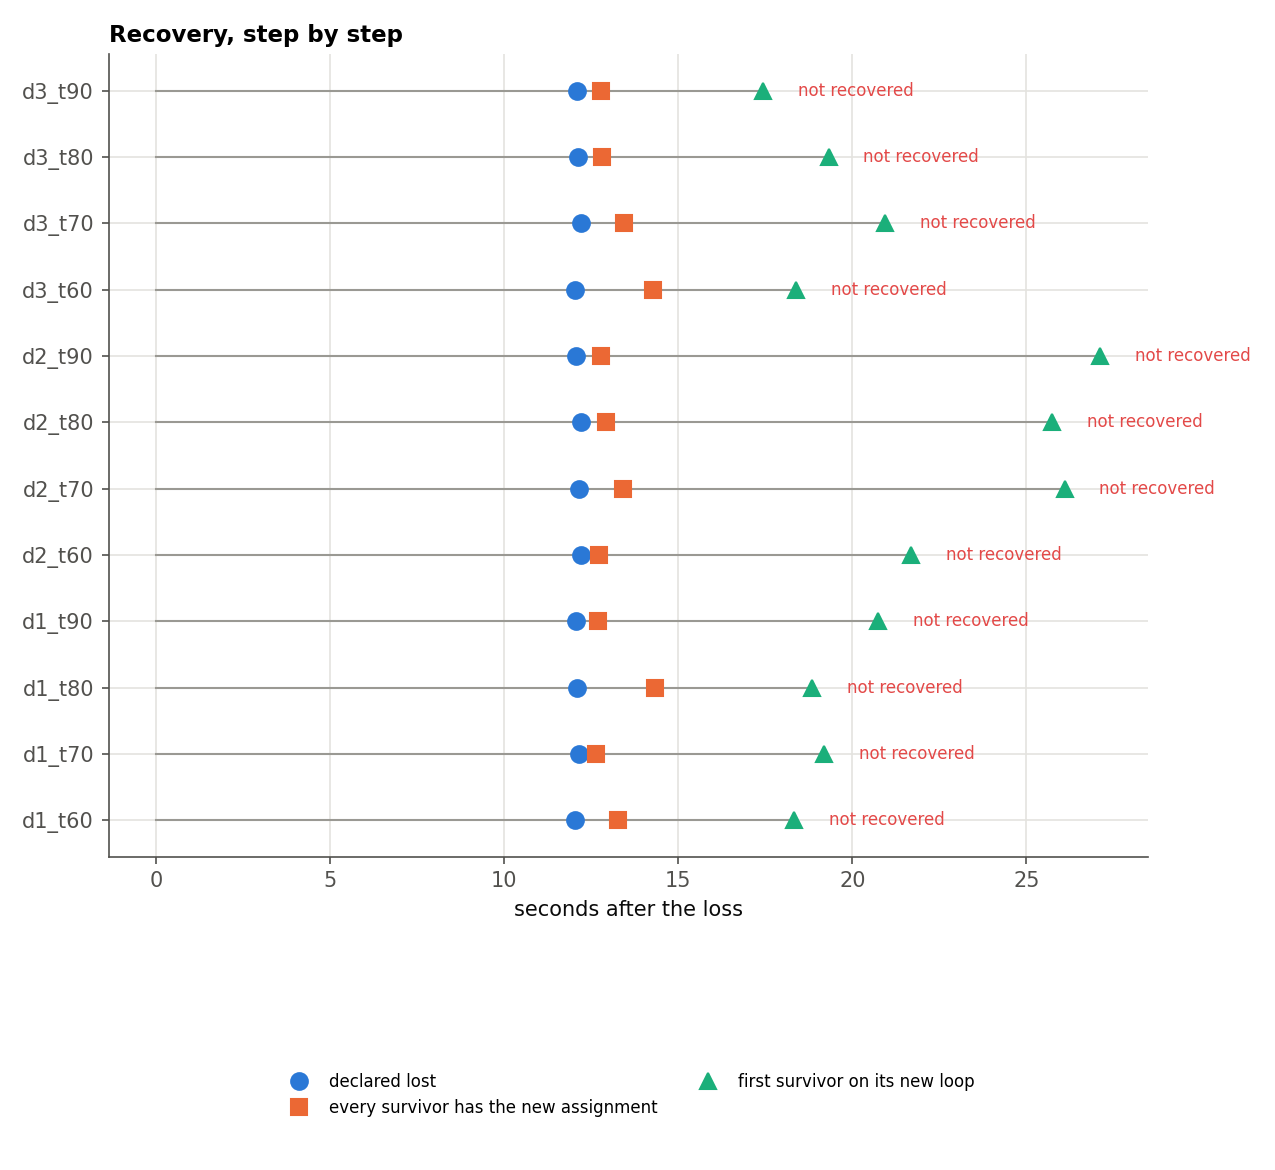 Recovery, step by step
d3_t90 not recovered
d3_t80 not recovered
d3_t70 not recovered
d3_t60 not recovered
d2_t90 not recovered
d2_t80 not recovered
d2_t70 not recovered
d2_t60 not recovered
d1_t90 not recovered
d1_t80 not recovered
d1_t70 not recovered
d1_t60 not recovered
0 5 10 15 20 25
seconds after the loss
declared lost
every survivor has the new assignment
first survivor on its new loop